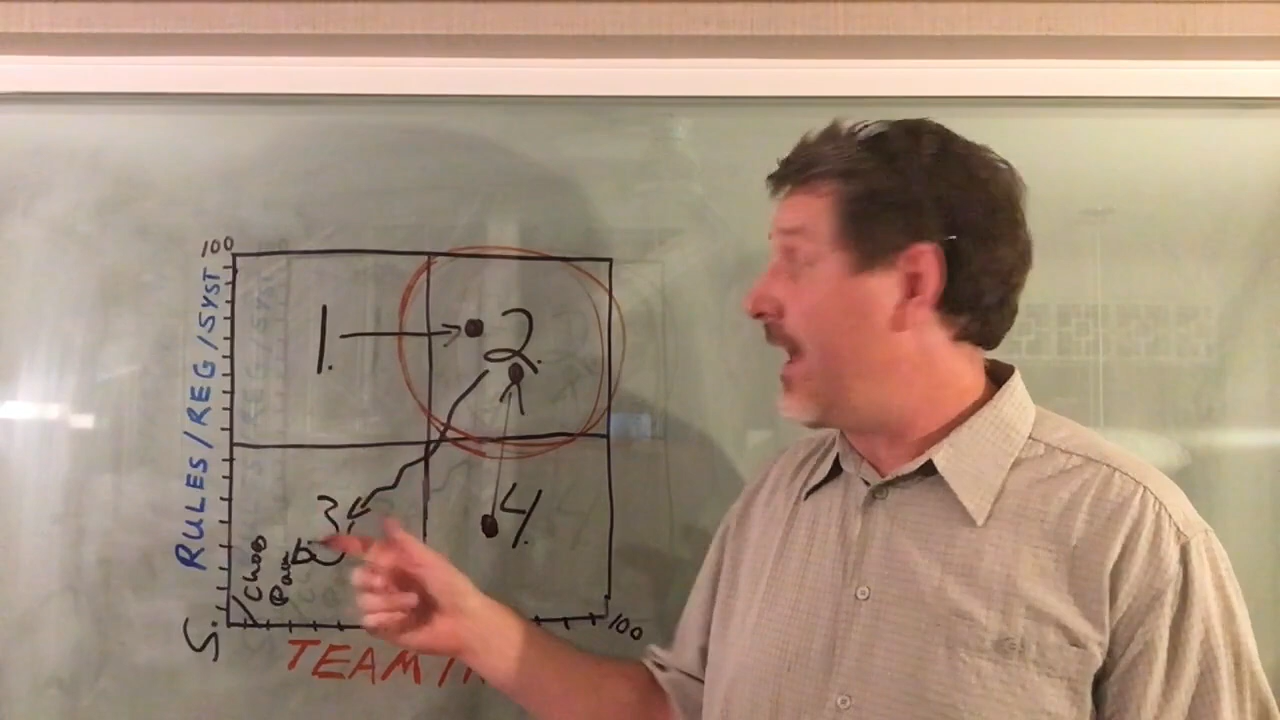 100
RULES/REG/SYST
1.
2.
3
4.
S.
100
TEAM